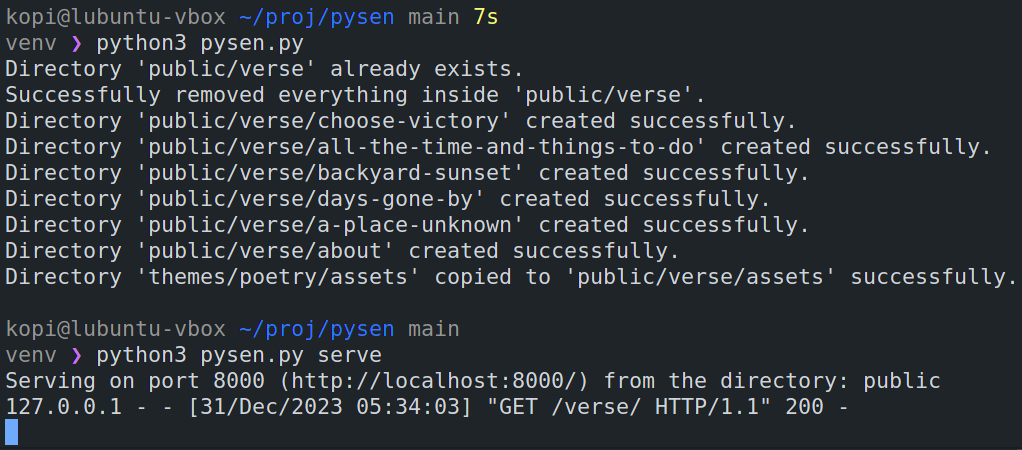 kopi@lubuntu-vbox ~/proj/pysen main 7s
venv ❯ python3 pysen.py
Directory 'public/verse' already exists.
Successfully removed everything inside 'public/verse'.
Directory 'public/verse/choose-victory' created successfully.
Directory 'public/verse/all-the-time-and-things-to-do' created successfully.
Directory 'public/verse/backyard-sunset' created successfully.
Directory 'public/verse/days-gone-by' created successfully.
Directory 'public/verse/a-place-unknown' created successfully.
Directory 'public/verse/about' created successfully.
Directory 'themes/poetry/assets' copied to 'public/verse/assets' successfully.
kopi@lubuntu-vbox ~/proj/pysen main
venv ❯ python3 pysen.py serve
Serving on port 8000 (http://localhost:8000/) from the directory: public
127.0.0.1 - - [31/Dec/2023 05:34:03] "GET /verse/ HTTP/1.1" 200 -